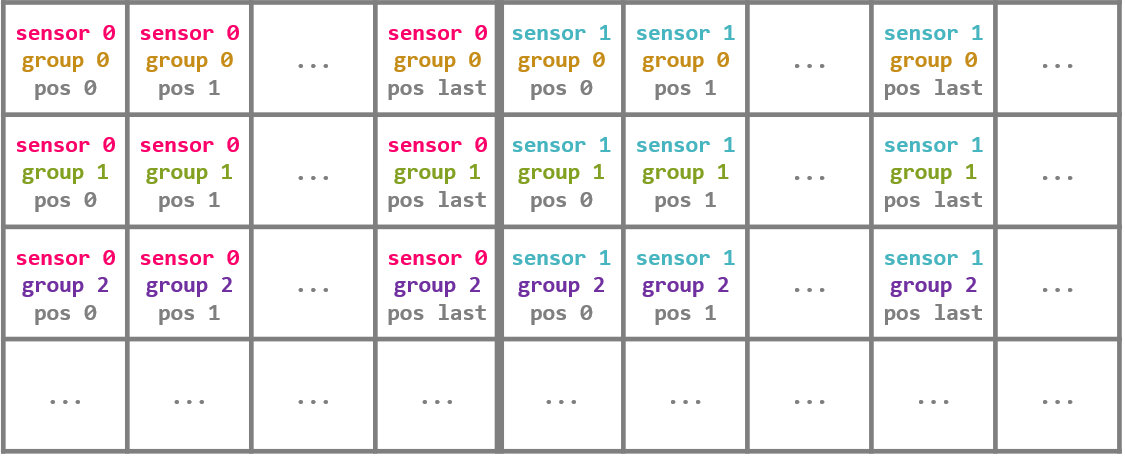 sensor 0
group 0
pos 0
sensor 0
group 0
pos 1
...
sensor 0
group 0
pos last
sensor 1
group 0
pos 0
sensor 1
group 0
pos 1
...
sensor 1
group 0
pos last
...
sensor 0
group 1
pos 0
sensor 0
group 1
pos 1
...
sensor 0
group 1
pos last
sensor 1
group 1
pos 0
sensor 1
group 1
pos 1
...
sensor 1
group 1
pos last
...
sensor 0
group 2
pos 0
sensor 0
group 2
pos 1
...
sensor 0
group 2
pos last
sensor 1
group 2
pos 0
sensor 1
group 2
pos 1
...
sensor 1
group 2
pos last
...
...
...
...
...
...
...
...
...
...